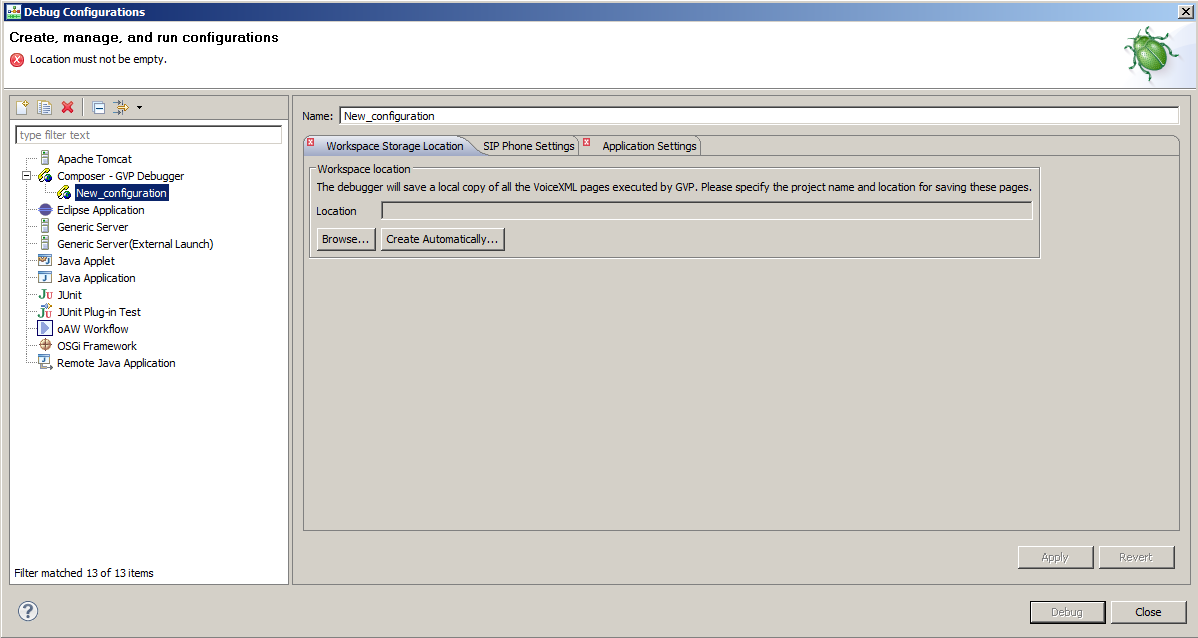 Debug Configurations
Create, manage, and run configurations
Location must not be empty.
type filter text
Apache Tomcat
Composer - GVP Debugger
New_configuration
Eclipse Application
Generic Server
Generic Server(External Launch)
Java Applet
Java Application
JUnit
JUnit Plug-in Test
oAW Workflow
OSGi Framework
Remote Java Application
Filter matched 13 of 13 items
Name: New_configuration
Workspace Storage Location SIP Phone Settings Application Settings
Workspace location
The debugger will save a local copy of all the VoiceXML pages executed by GVP. Please specify the project name and location for saving these pages.
Location
Browse... Create Automatically...
Apply Revert
? Debug Close